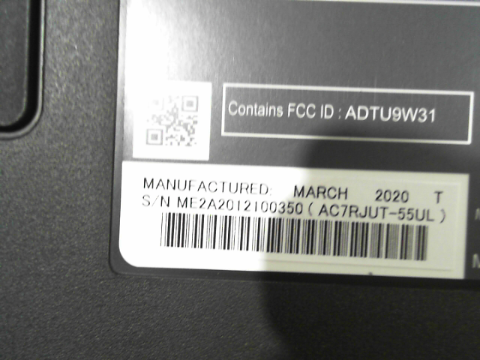 Contains FCC ID : ADTU9W31
MANUFACTURED: MARCH 2020 T
S/N ME2A2012100350 ( AC7RJUT-55UL )